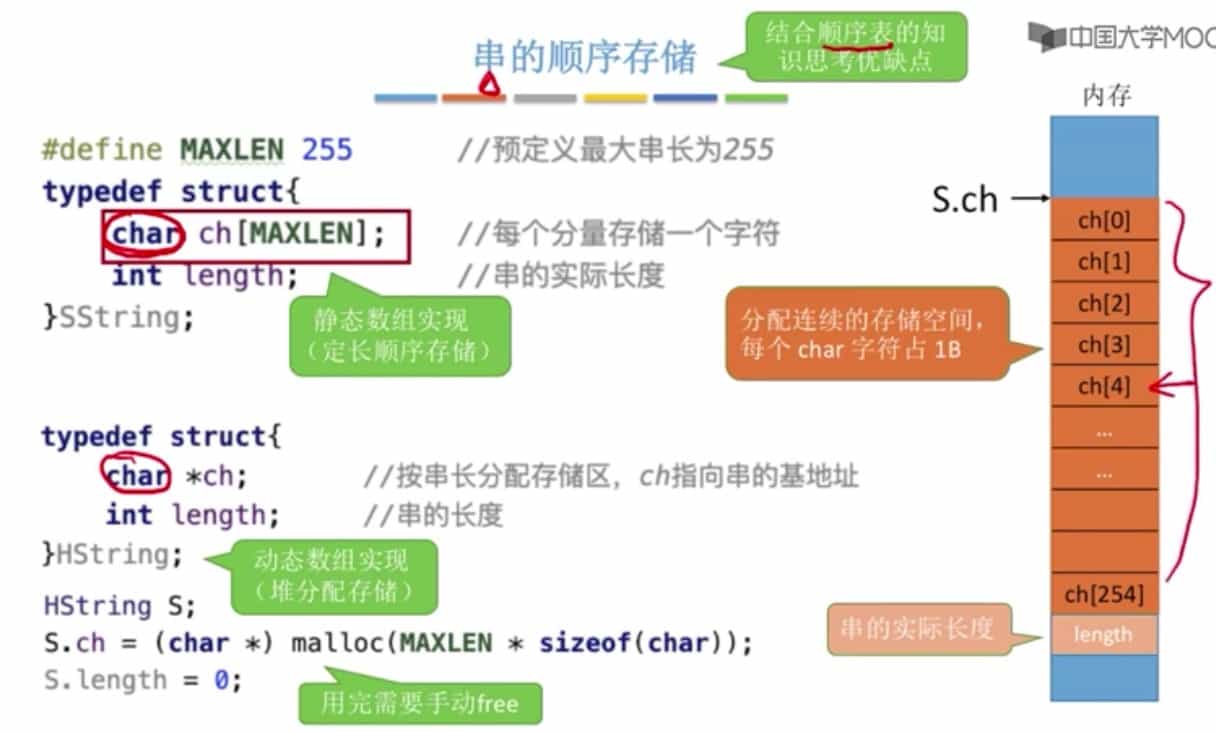 串的顺序存储
结合顺序表的知
识思考优缺点
中国大学MOO
#define MAXLEN 255 //预定义最大串长为255
typedef struct{
char ch[MAXLEN]; //每个分量存储一个字符
int length; //串的实际长度
}SString;
静态数组实现
（定长顺序存储）
typedef struct{
char *ch; //按串长分配存储区，ch指向串的基地址
int length; //串的长度
}HString;
动态数组实现
（堆分配存储）
HString S;
S.ch = (char *) malloc(MAXLEN * sizeof(char));
S.length = 0;
用完需要手动free
内存
S.ch
ch[0]
ch[1]
ch[2]
ch[3]
ch[4]
...
...
ch[254]
length
分配连续的存储空间，
每个 char 字符占 1B
串的实际长度